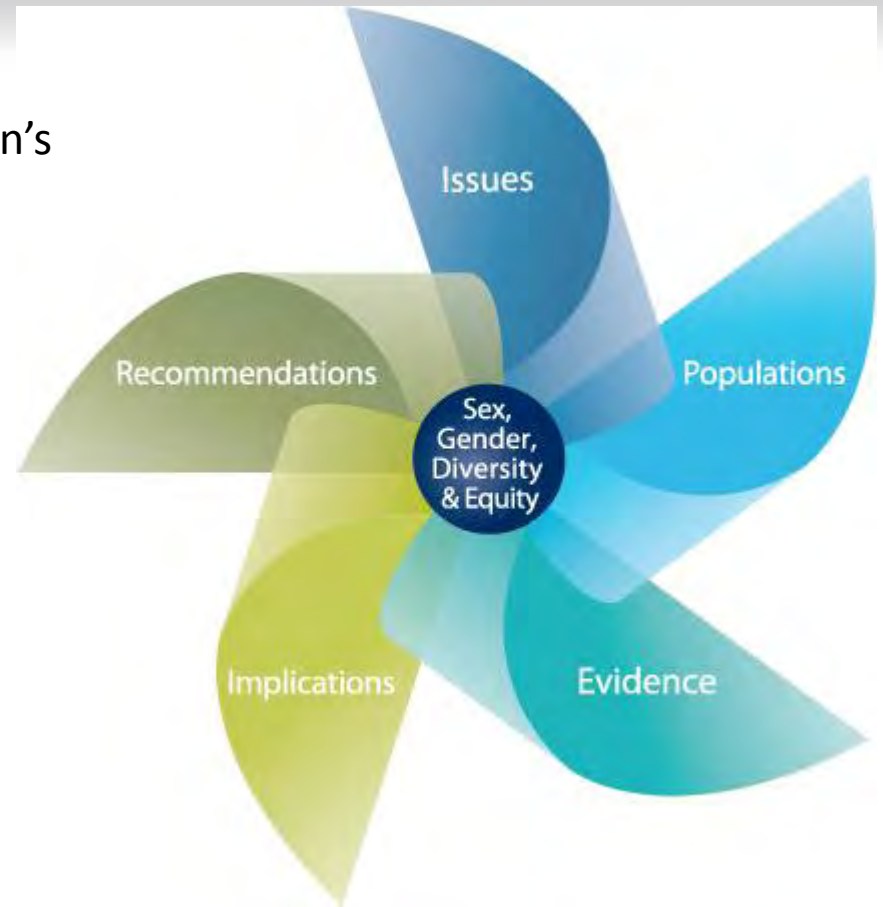 n’s
Issues
Populations
Recommendations
Sex,
Gender,
Diversity
& Equity
Implications
Evidence